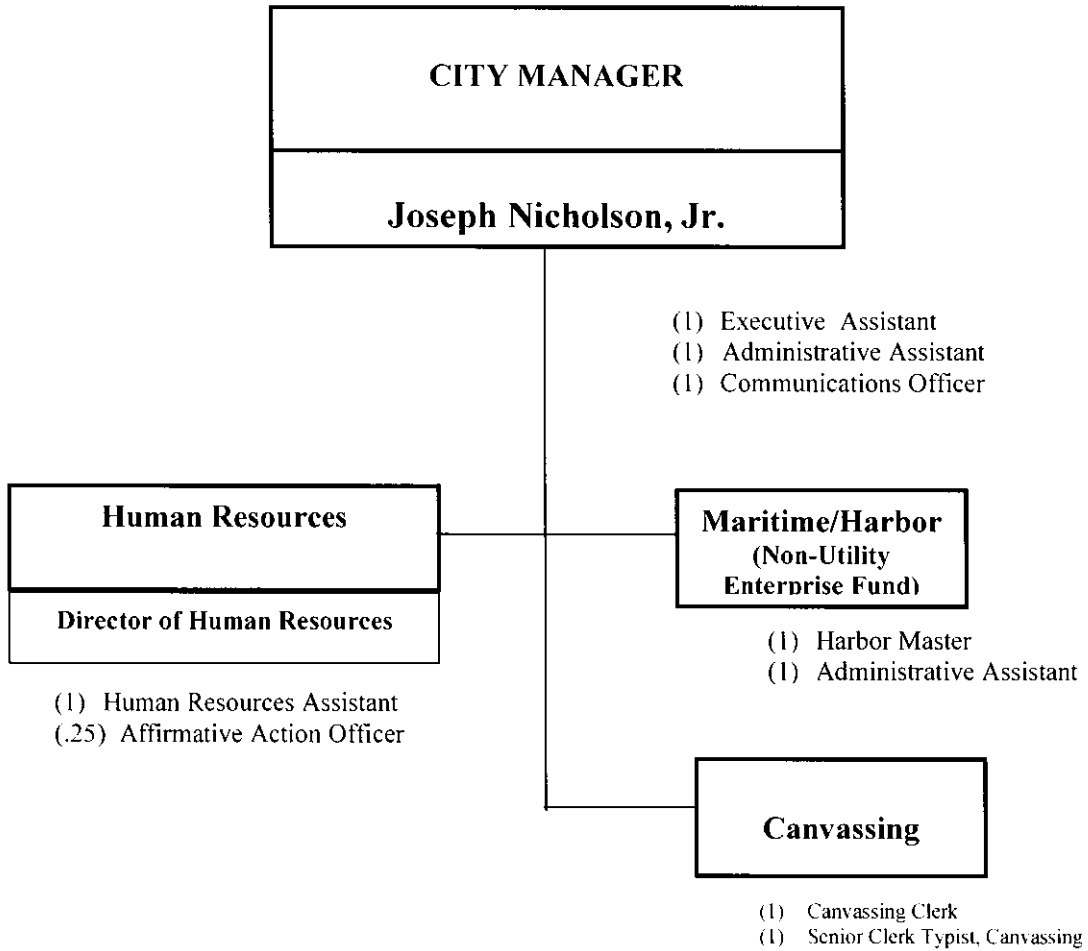 CITY MANAGER
Joseph Nicholson, Jr.
(1) Executive Assistant
(1) Administrative Assistant
(1) Communications Officer
Human Resources
Director of Human Resources
(1) Human Resources Assistant
(.25) Affirmative Action Officer
Maritime/Harbor
(Non-Utility
Enterprise Fund)
(1) Harbor Master
(1) Administrative Assistant
Canvassing
(1) Canvassing Clerk
(1) Senior Clerk Typist, Canvassing